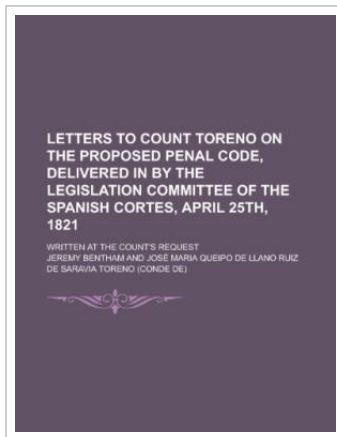 LETTERS TO COUNT TORENO ON
THE PROPOSED PENAL CODE,
DELIVERED IN BY THE
LEGISLATION COMMITTEE OF THE
SPANISH CORTES, APRIL 25TH,
1821
WRITTEN AT THE COUNT'S REQUEST
JEREMY BENTHAM AND JOSÉ MARIA QUEIPO DE LLANO RUIZ
DE SARAVIA TORENO (CONDE DE)